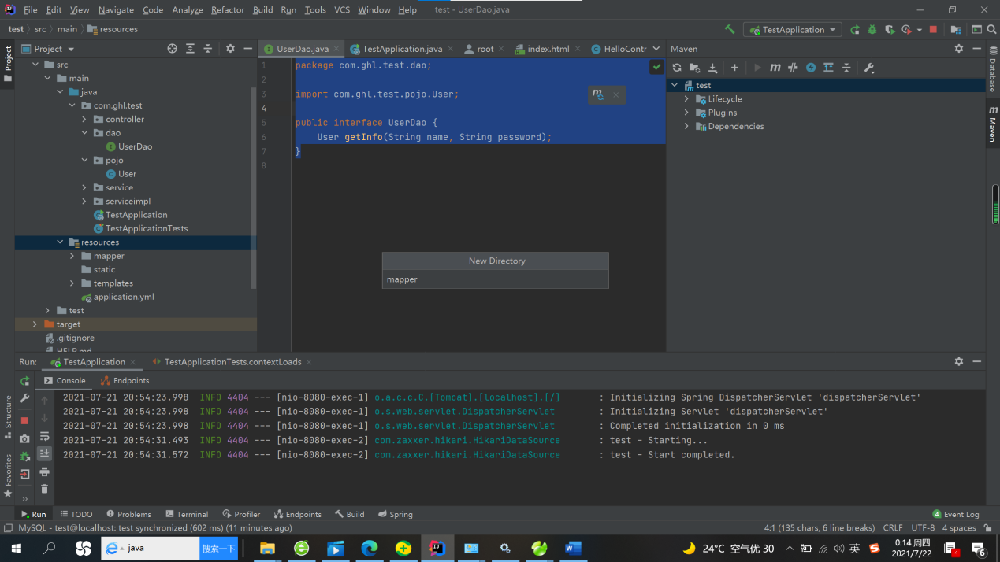 File Edit View Navigate Code Analyze Refactor Build Run Tools VCS Window Help test - UserDao.java
test src main resources TestApplication
Project
Project UserDao.java TestApplication.java root index.html HelloContr Maven
src
main
java
com.ghl.test
controller
dao
UserDao
pojo
User
service
serviceimpl
TestApplication
TestApplicationTests
resources
mapper
static
templates
application.yml
test
target
.gitignore
HELP.md
1 package com.ghl.test.dao;
2
3 import com.ghl.test.pojo.User;
4
5 public interface UserDao {
6 User getInfo(String name, String password);
7 }
8
New Directory
mapper
test
Lifecycle
Plugins
Dependencies
Database
Maven
Run: TestApplication TestApplicationTests.contextLoads
Console Endpoints
2021-07-21 20:54:23.998 INFO 4404 --- [nio-8080-exec-1] o.a.c.c.C.[Tomcat].[localhost].[/] : Initializing Spring DispatcherServlet 'dispatcherServlet'
2021-07-21 20:54:23.998 INFO 4404 --- [nio-8080-exec-1] o.s.web.servlet.DispatcherServlet : Initializing Servlet 'dispatcherServlet'
2021-07-21 20:54:23.998 INFO 4404 --- [nio-8080-exec-1] o.s.web.servlet.DispatcherServlet : Completed initialization in 0 ms
2021-07-21 20:54:31.493 INFO 4404 --- [nio-8080-exec-2] com.zaxxer.hikari.HikariDataSource : test - Starting...
2021-07-21 20:54:31.572 INFO 4404 --- [nio-8080-exec-2] com.zaxxer.hikari.HikariDataSource : test - Start completed.
Structure
Favorites
Run TODO Problems Terminal Profiler Endpoints Build Spring 4 Event Log
MySQL - test@localhost: test synchronized (602 ms) (11 minutes ago) 4:1 (135 chars, 6 line breaks) CRLF UTF-8 4 spaces
java 搜索一下 24°C 空气优 30 英 0:14 周四
2021/7/22 4 6